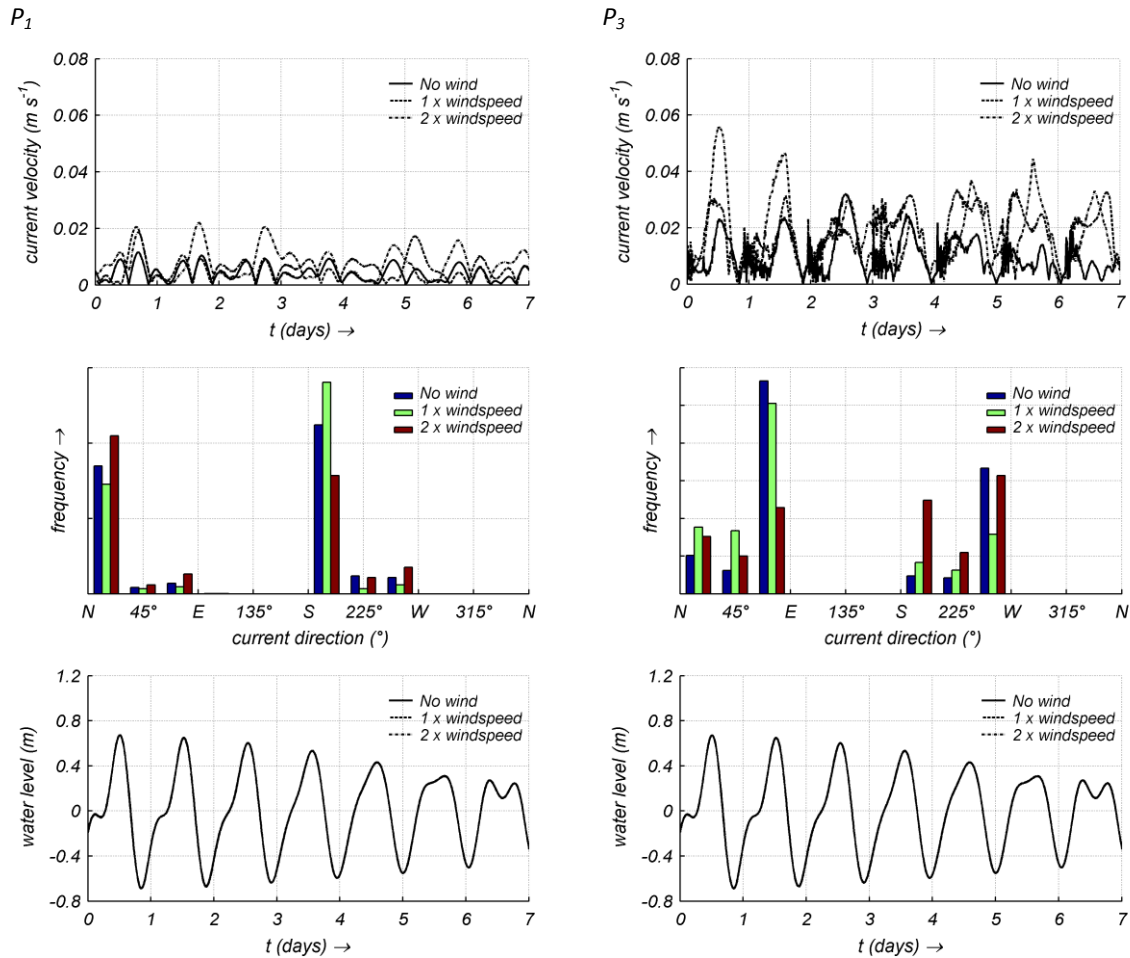 P1
P3
0.08
0.06
0.04
0.02
0
current velocity (m s-1)
No wind
1 x windspeed
2 x windspeed
0 1 2 3 4 5 6 7
t (days) →
0.08
0.06
0.04
0.02
0
current velocity (m s-1)
No wind
1 x windspeed
2 x windspeed
0 1 2 3 4 5 6 7
t (days) →
frequency →
No wind
1 x windspeed
2 x windspeed
N 45° E 135° S 225° W 315° N
current direction (°)
frequency →
No wind
1 x windspeed
2 x windspeed
N 45° E 135° S 225° W 315° N
current direction (°)
1.2
0.8
0.4
0
-0.4
-0.8
water level (m)
No wind
1 x windspeed
2 x windspeed
0 1 2 3 4 5 6 7
t (days) →
1.2
0.8
0.4
0
-0.4
-0.8
water level (m)
No wind
1 x windspeed
2 x windspeed
0 1 2 3 4 5 6 7
t (days) →